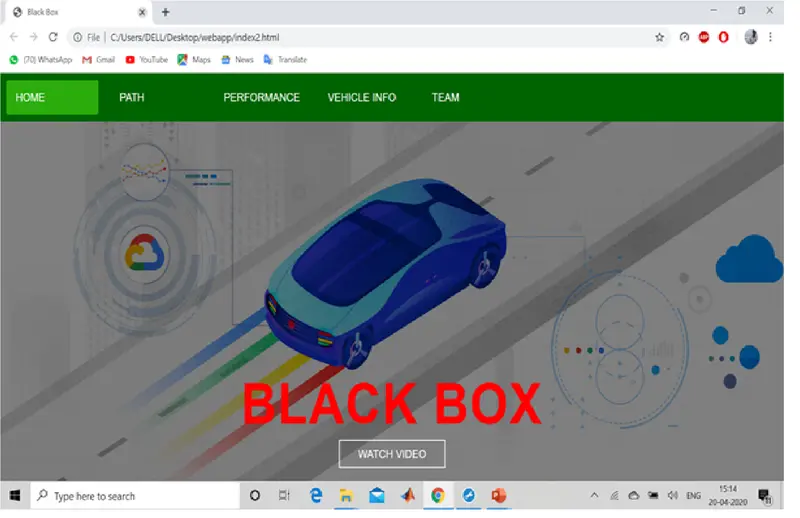 Black Box
File | C:/Users/DELL/Desktop/webapp/index2.html
ABP
(70) WhatsApp Gmail YouTube Maps News Translate
HOME PATH PERFORMANCE VEHICLE INFO TEAM
BLACK BOX
WATCH VIDEO
Type here to search
ENG
15:14
20-04-2020